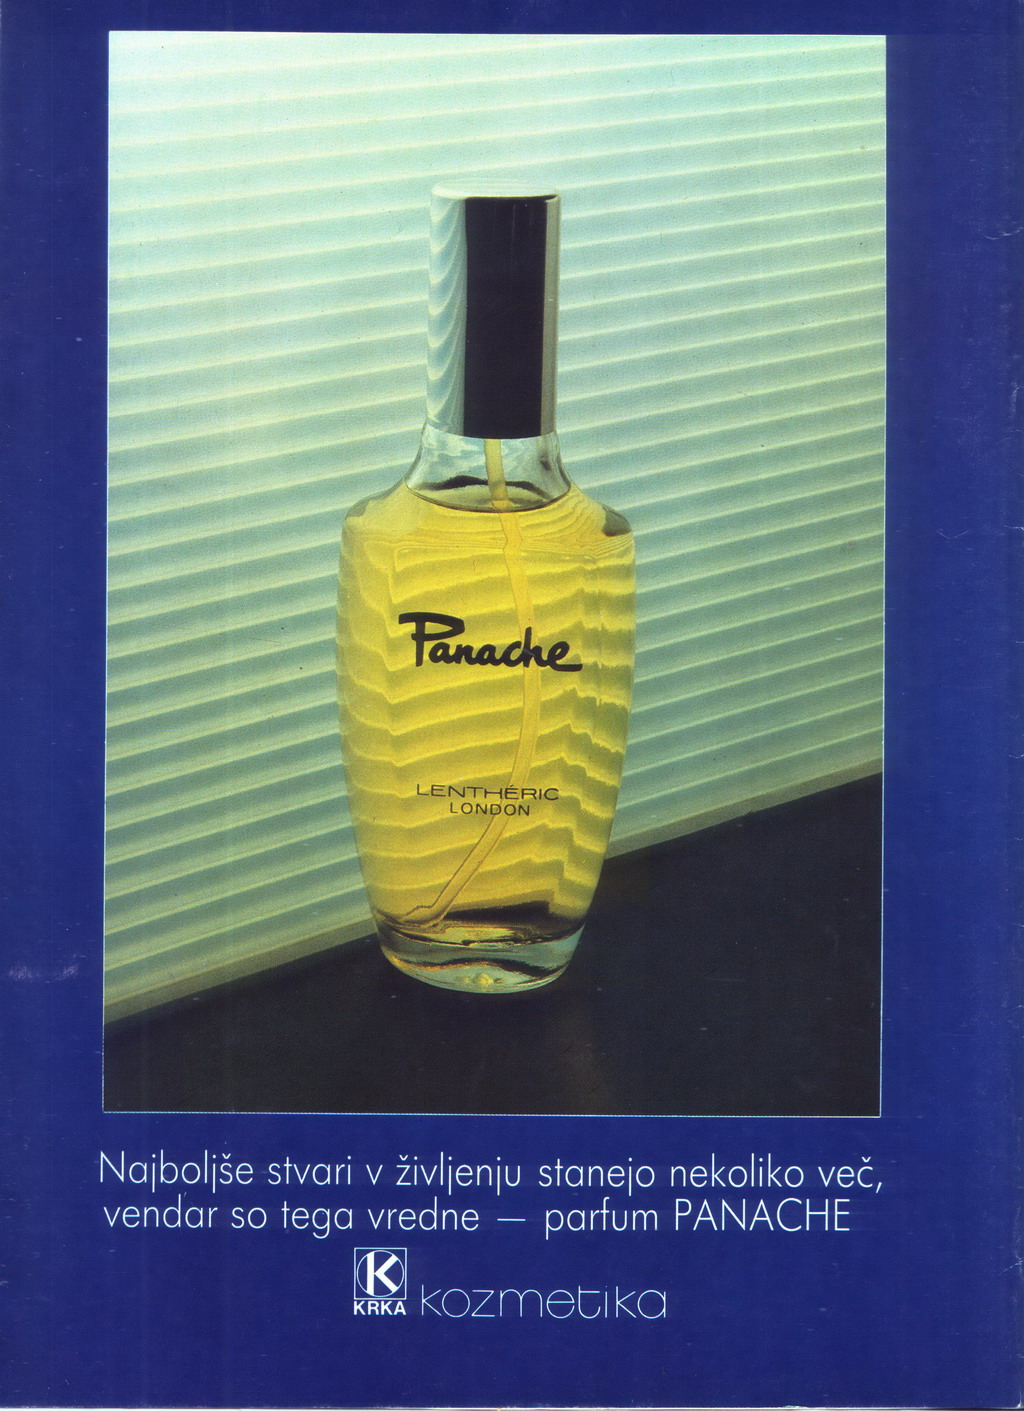 Panache
LENTHÉRIC
LONDON
Najboljše stvari v življenju stanejo nekoliko več,
vendar so tega vredne — parfum PANACHE
K
KRKA kozmetika